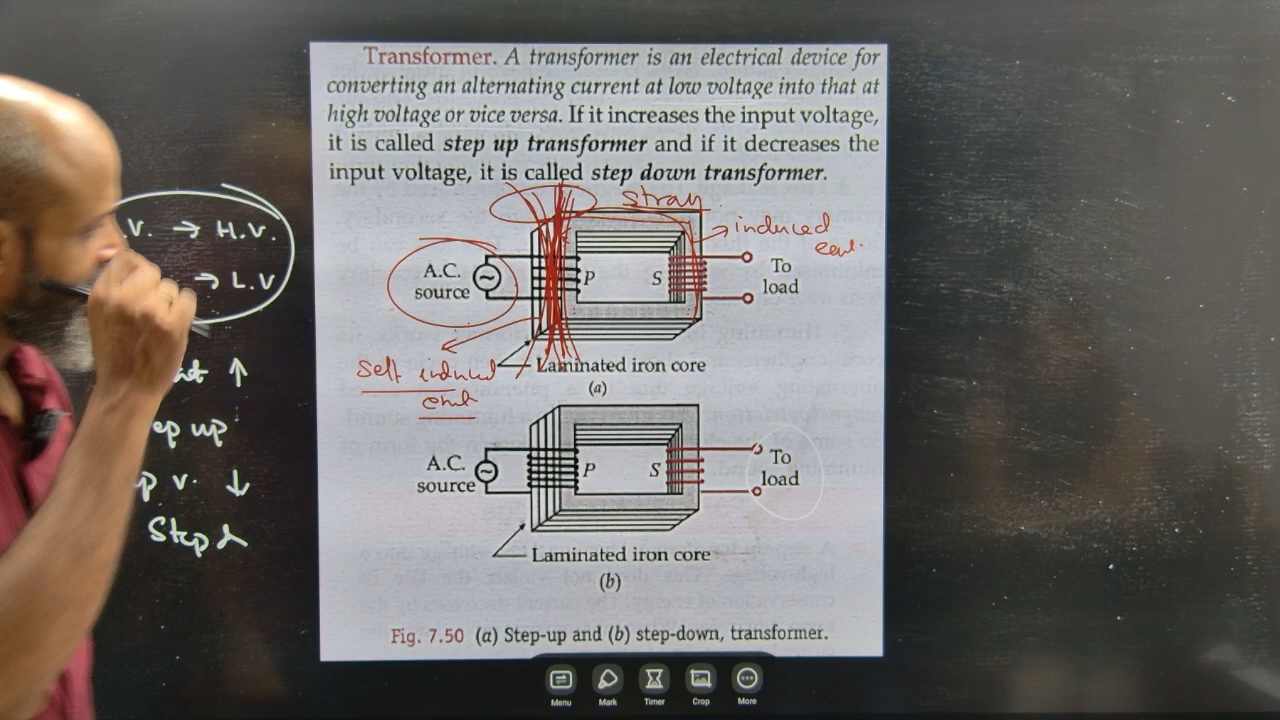 Transformer. A transformer is an electrical device for
converting an alternating current at low voltage into that at
high voltage or vice versa. If it increases the input voltage,
it is called step up transformer and if it decreases the
input voltage, it is called step down transformer.
stray
induced
.V. → H.V.
→ L.V
A.C.
source
P
S
To
load
Self induced
Laminated iron core
(a)
↑
ep up
p v. ↓
Step d
A.C.
source
P
S
To
load
Laminated iron core
(b)
Fig. 7.50 (a) Step-up and (b) step-down, transformer.
Menu
Mark
Timer
Crop
More